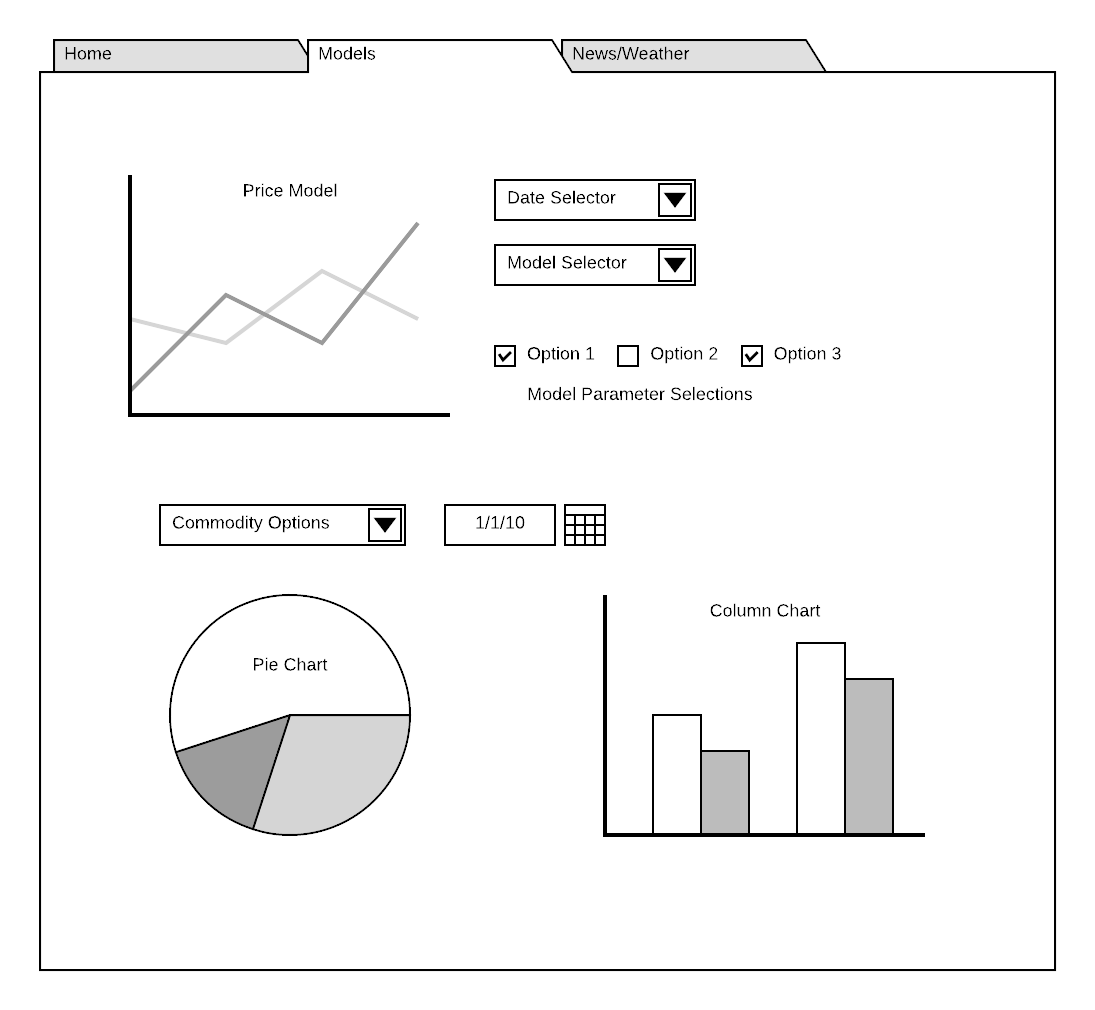 Home
Models
News/Weather
Price Model
Date Selector
Model Selector
Option 1
Option 2
Option 3
Model Parameter Selections
Commodity Options
1/1/10
Pie Chart
Column Chart